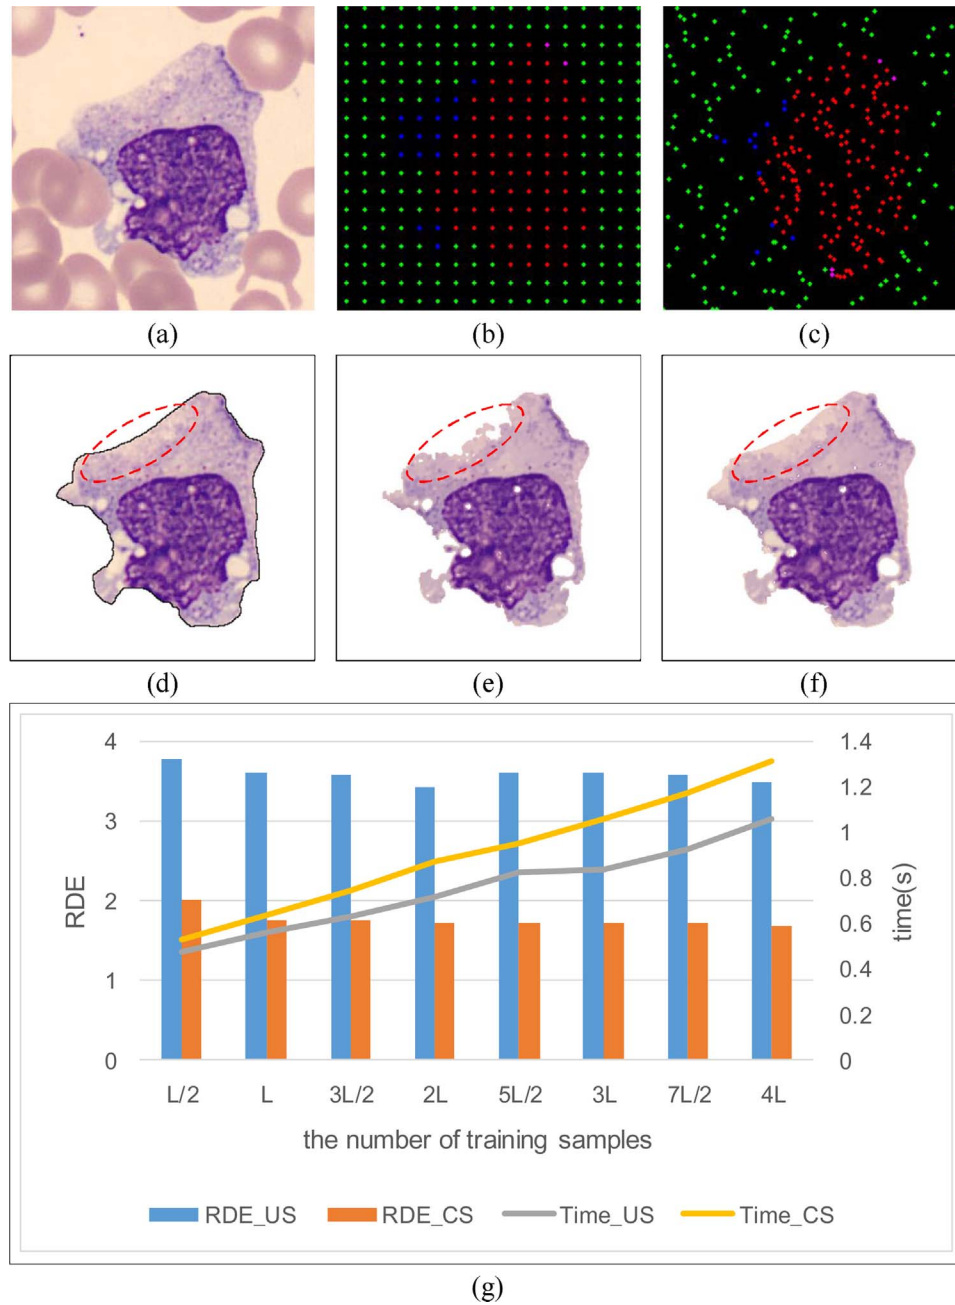 (a) (b) (c)
(d) (e) (f)
4 1.4
1.2
3 1
0.8
2 0.6
1 0.4
0.2
0 0
RDE
time(s)
L/2 L 3L/2 2L 5L/2 3L 7L/2 4L
the number of training samples
RDE_US RDE_CS Time_US Time_CS
(g)